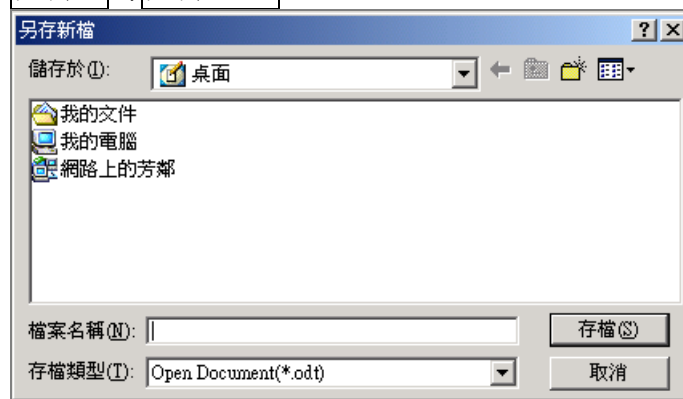 另存新檔
儲存於(I): 桌面
我的文件
我的電腦
網路上的芳鄰
檔案名稱(N): 存檔(S)
存檔類型(T): Open Document(*.odt) 取消